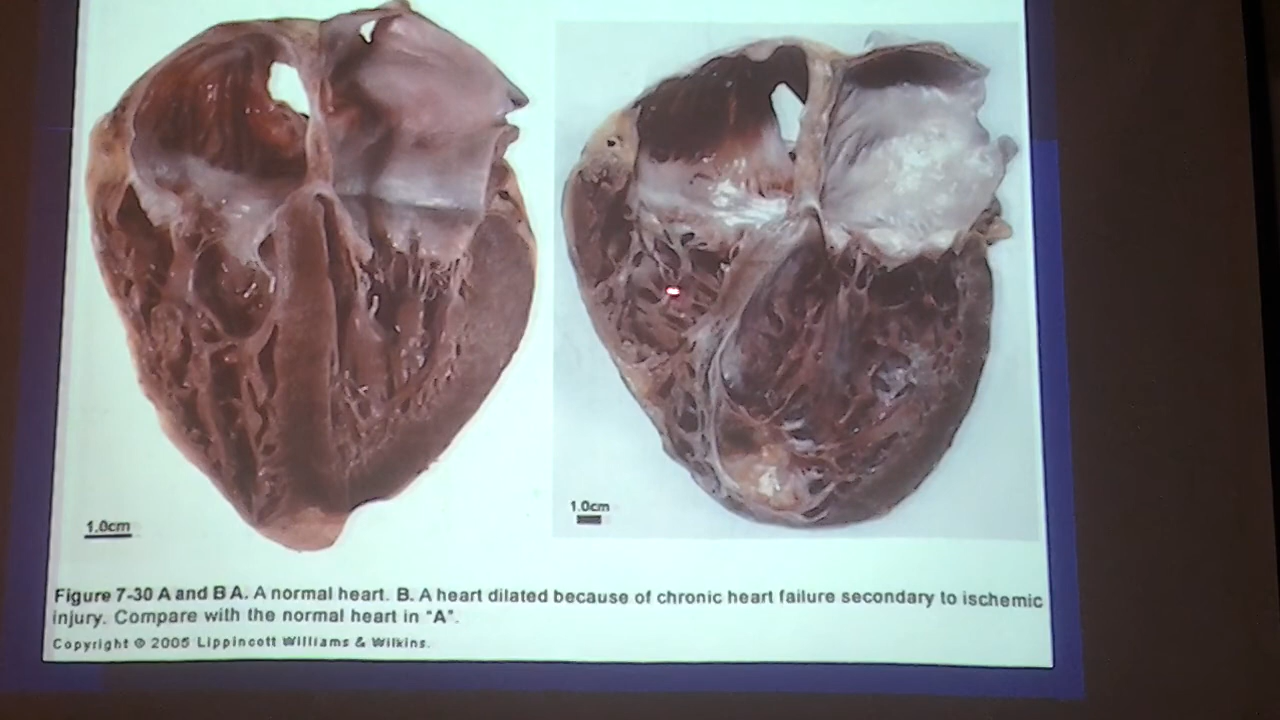 1.0cm
1.0cm
Figure 7-30 A and B A. A normal heart. B. A heart dilated because of chronic heart failure secondary to ischemic
injury. Compare with the normal heart in "A".
Copyright © 2005 Lippincott Williams & Wilkins.